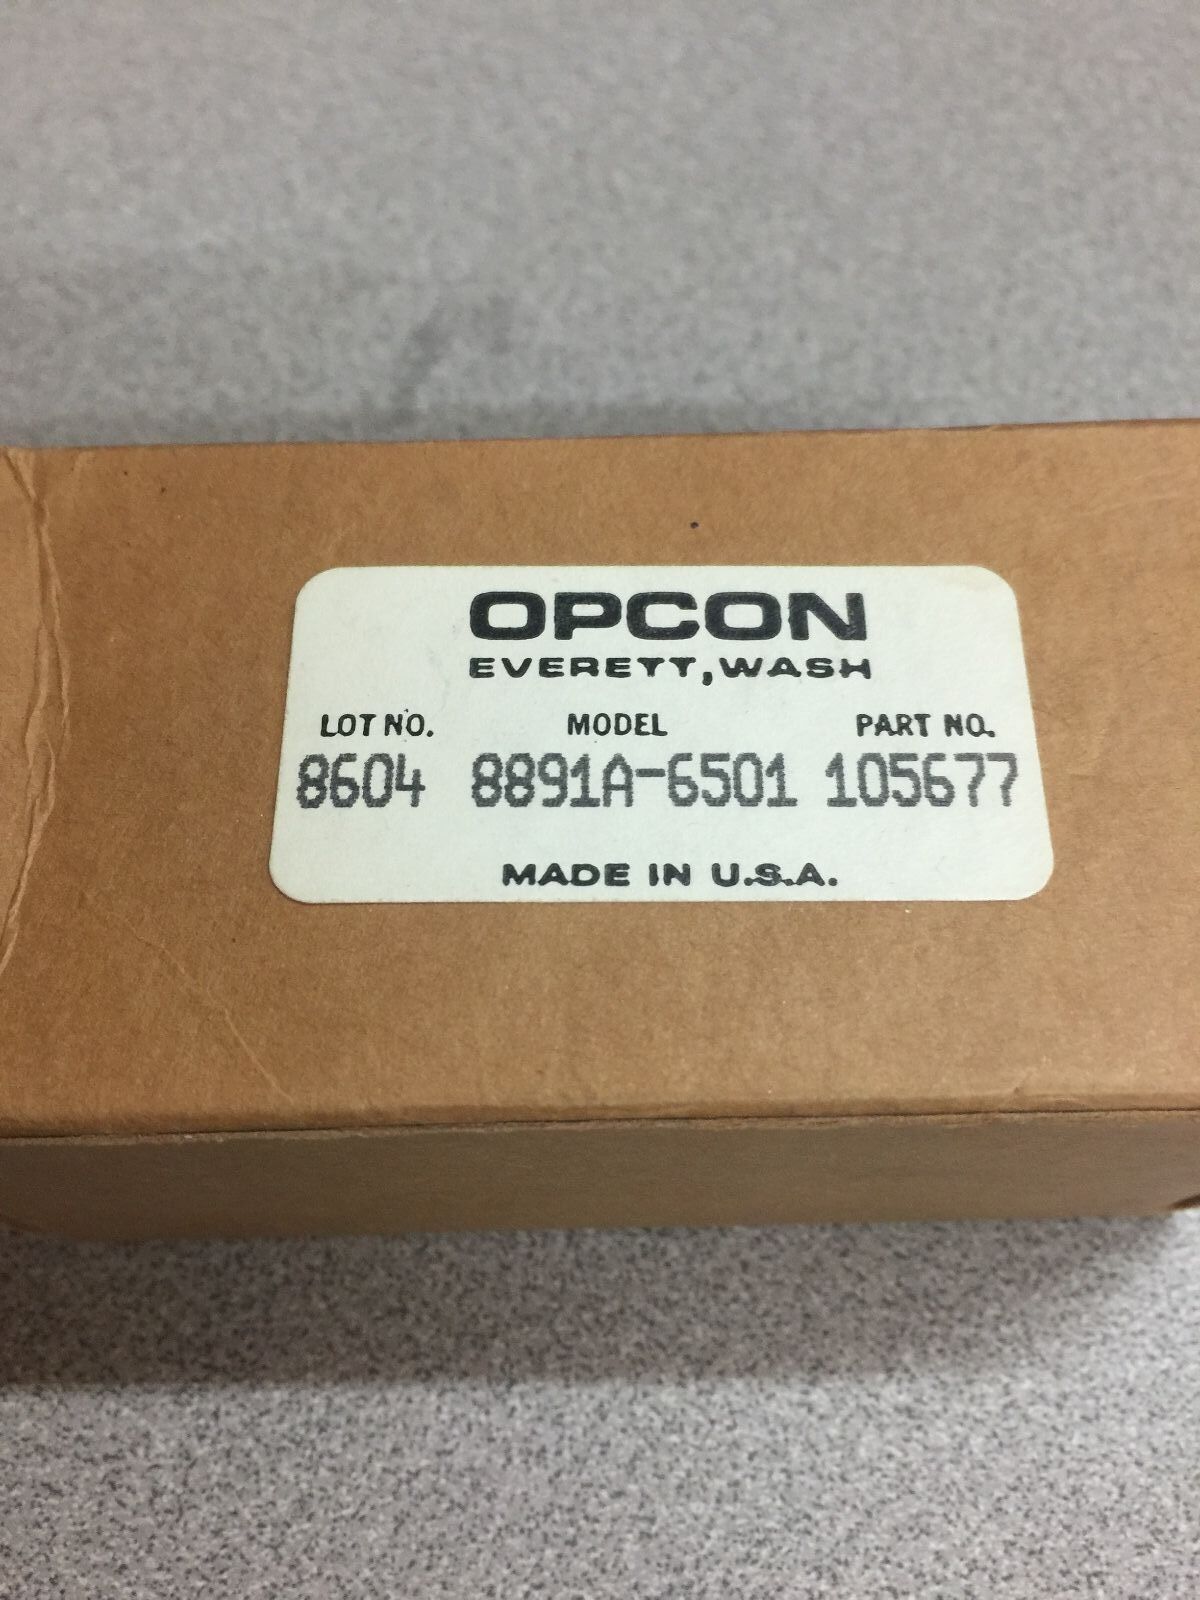 OPCON
EVERETT, WASH
LOT NO. MODEL PART NO.
8604 8891A-6501 105677
MADE IN U.S.A.